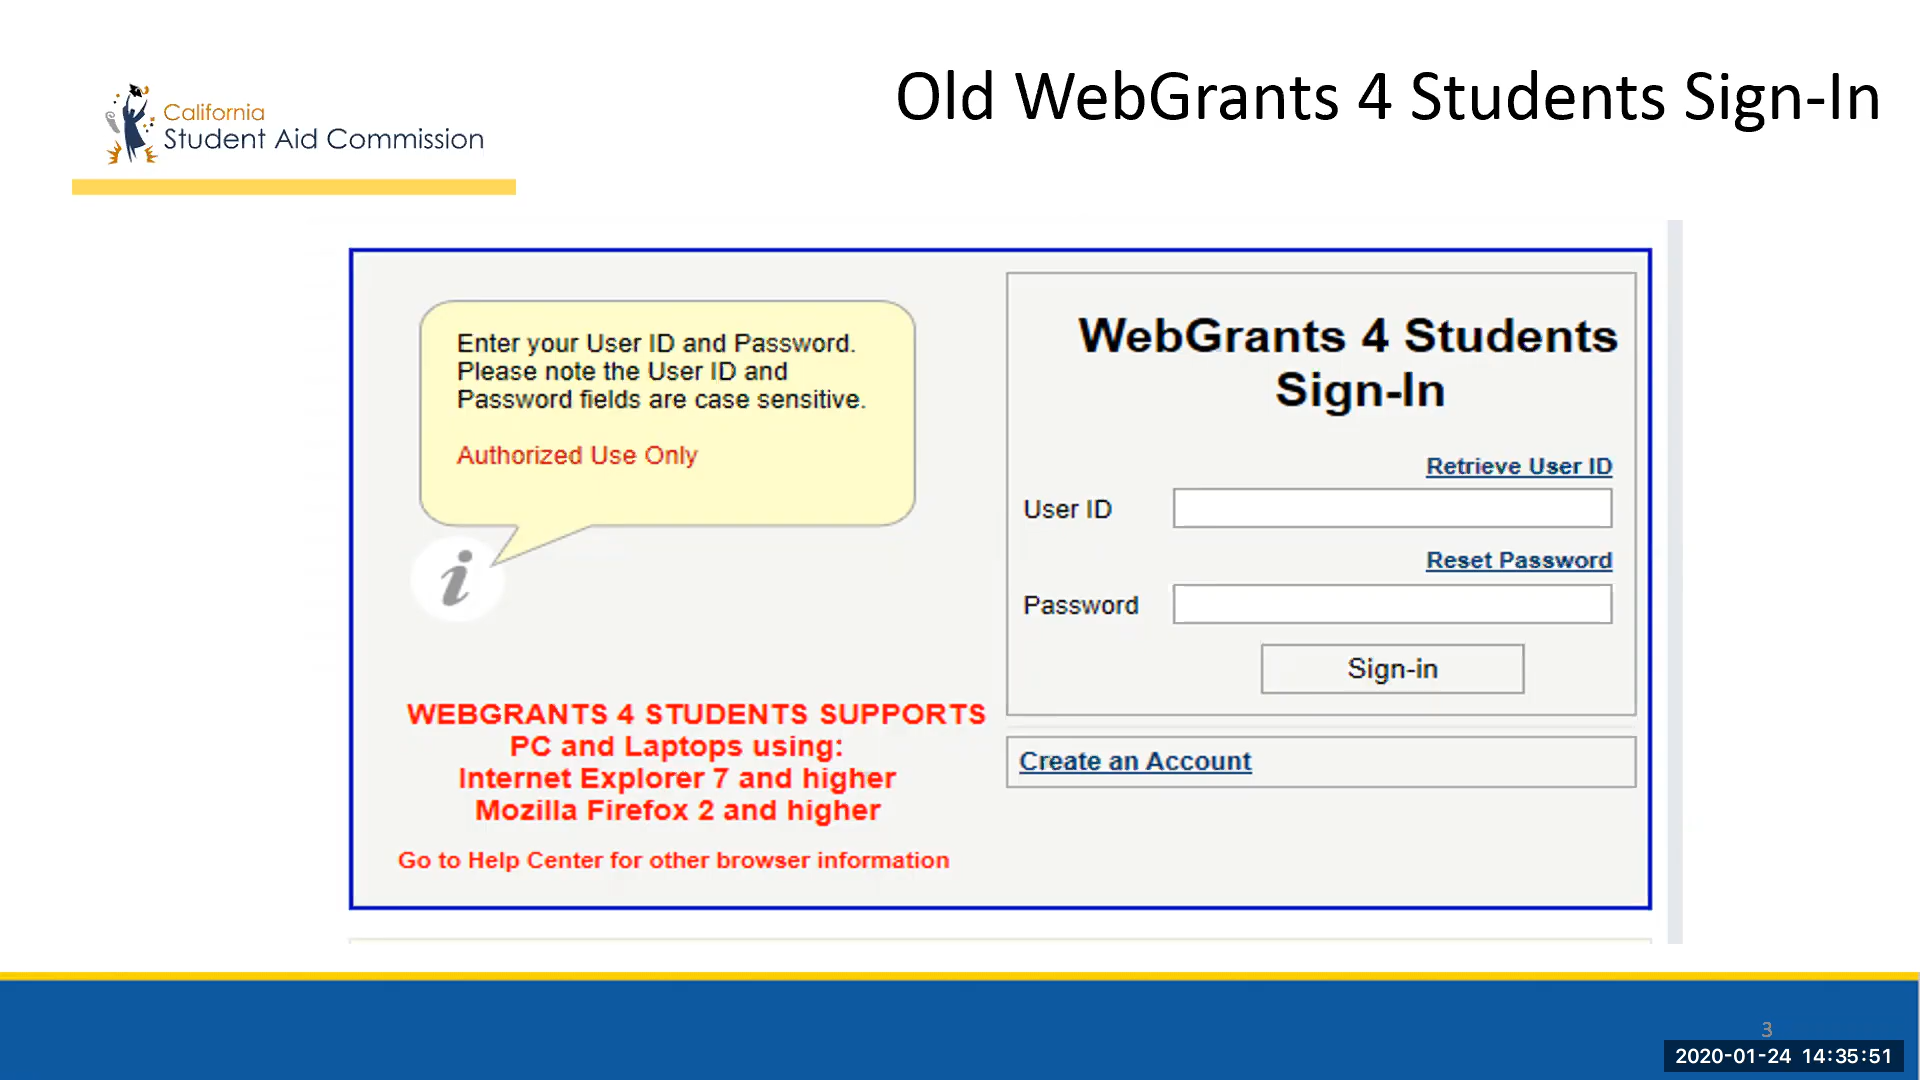 California
Student Aid Commission
Old WebGrants 4 Students Sign-In
Enter your User ID and Password.
Please note the User ID and
Password fields are case sensitive.
Authorized Use Only
i
WEBGRANTS 4 STUDENTS SUPPORTS
PC and Laptops using:
Internet Explorer 7 and higher
Mozilla Firefox 2 and higher
Go to Help Center for other browser information
WebGrants 4 Students
Sign-In
Retrieve User ID
User ID
Reset Password
Password
Sign-in
Create an Account
3
2020-01-24 14:35:51